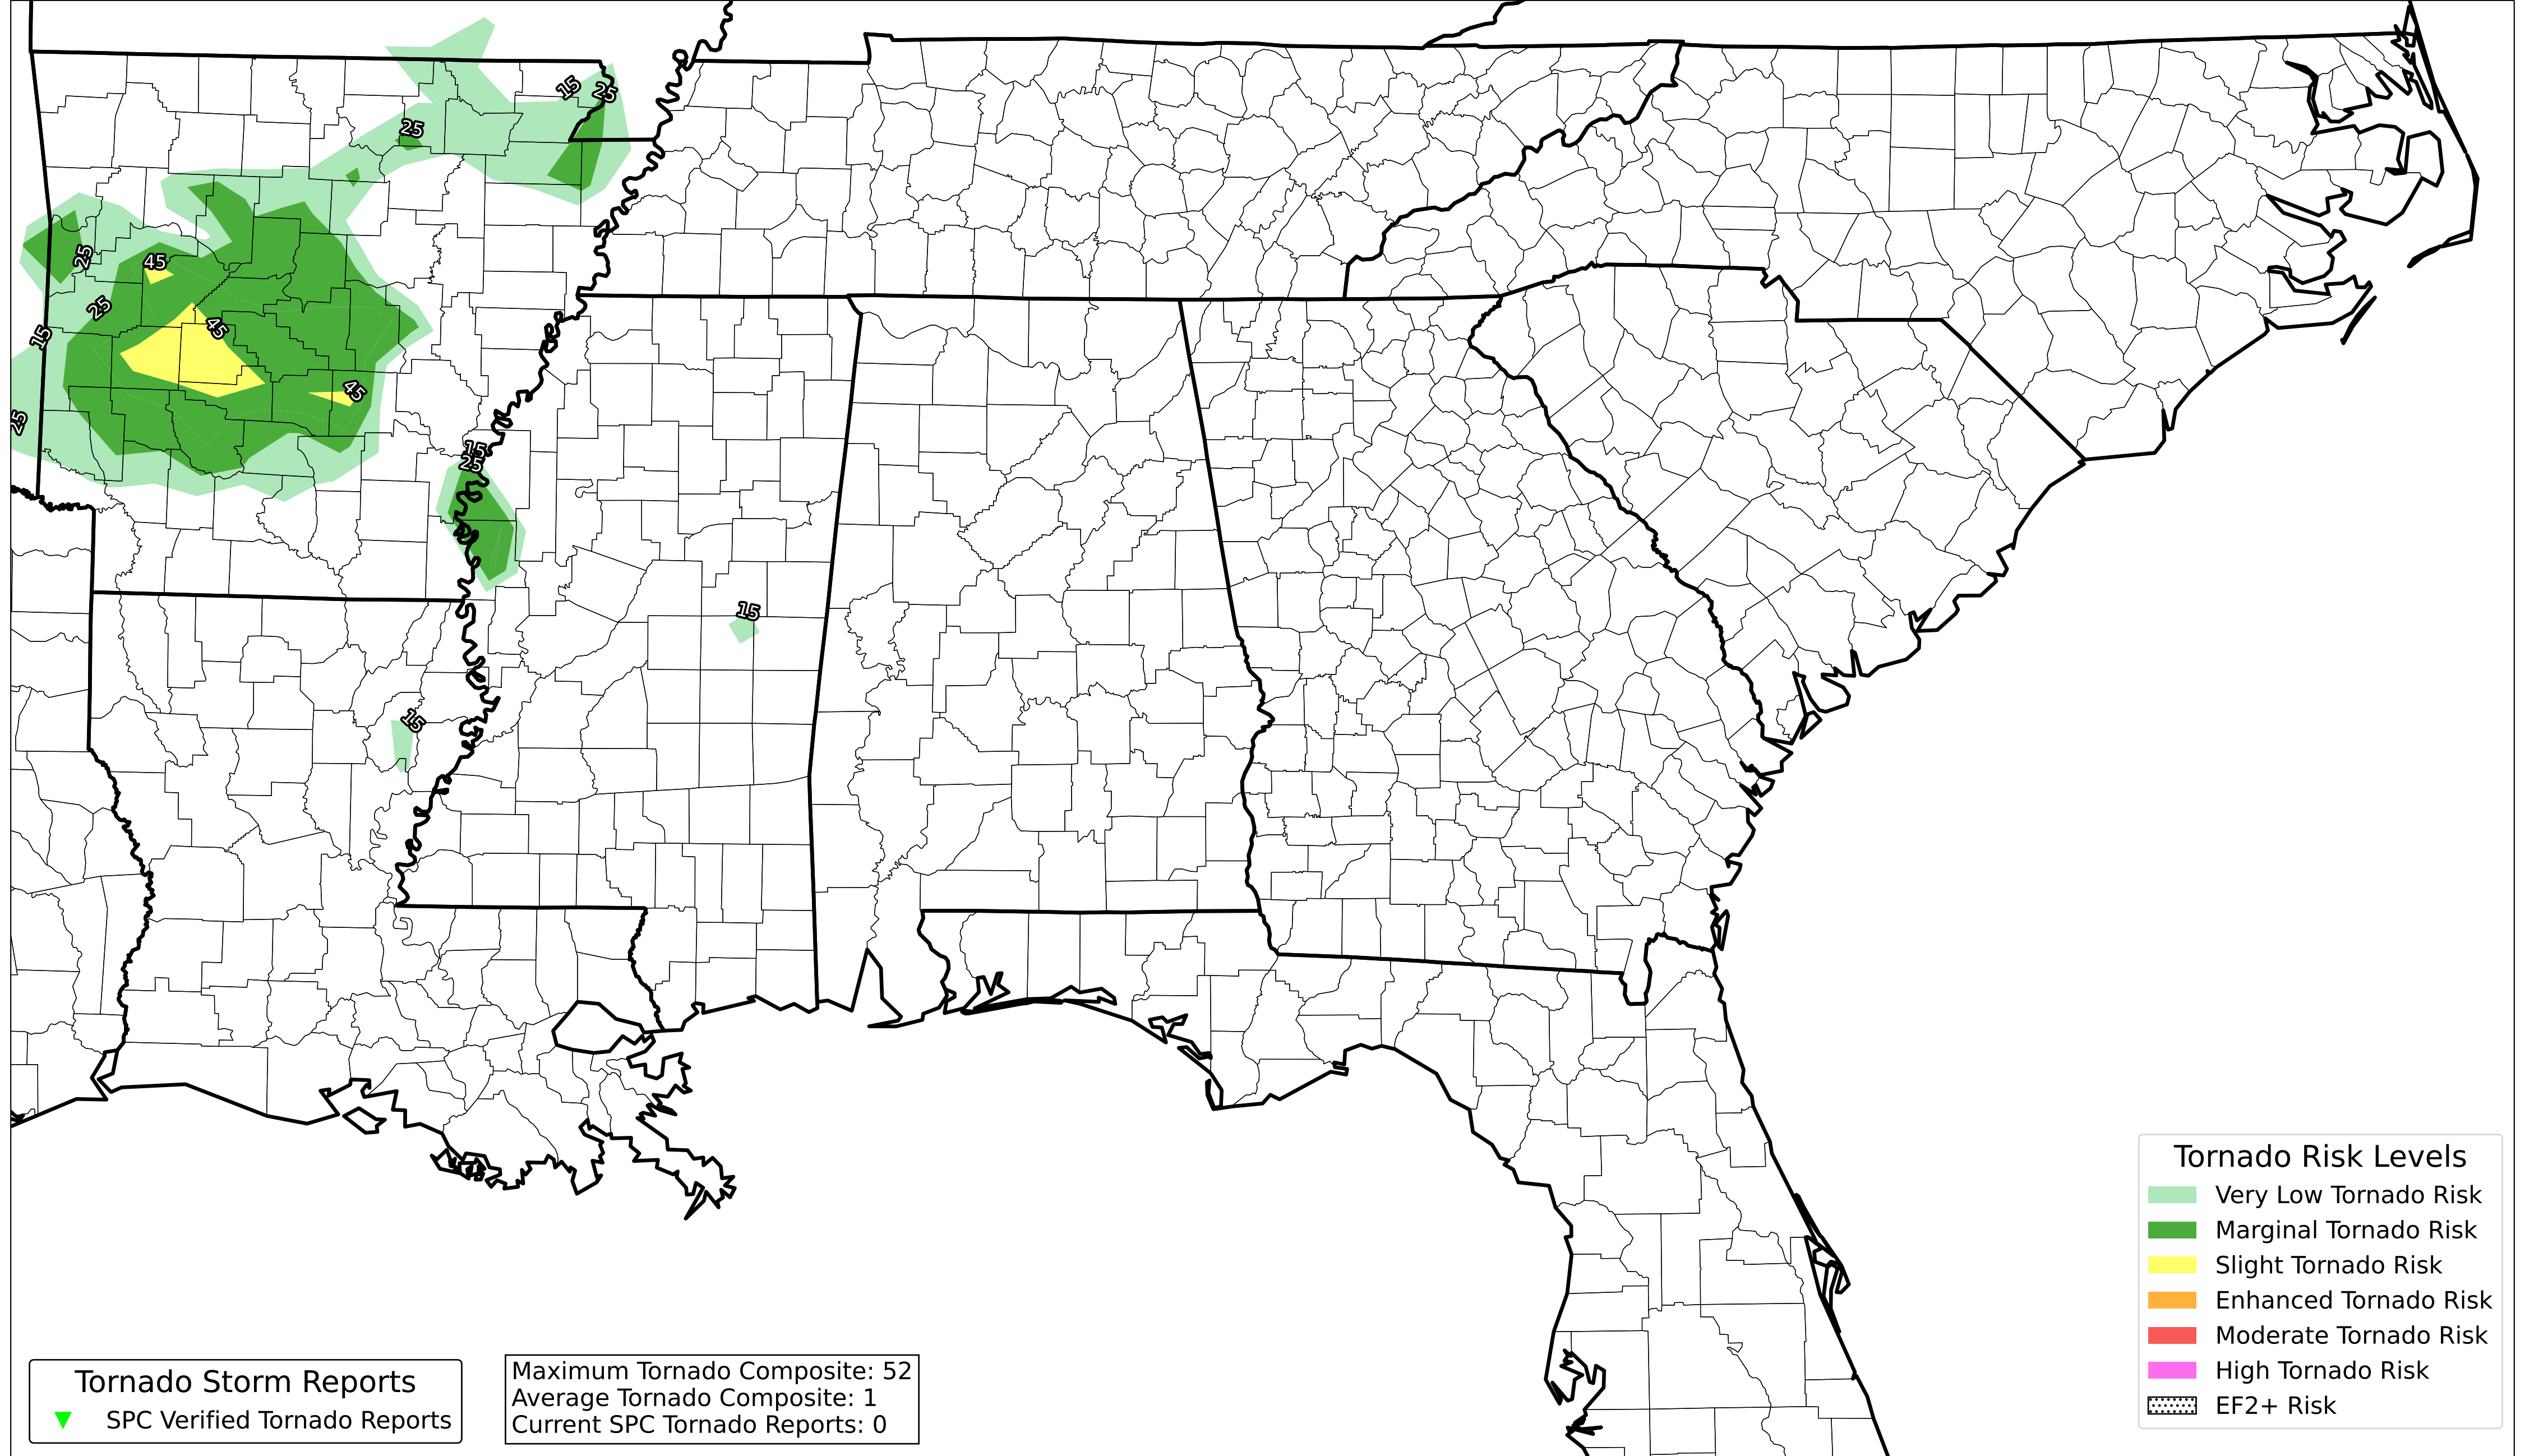 15
25
25
25
45
25
45
15
45
25
15
25
15
15
Tornado Risk Levels
Very Low Tornado Risk
Marginal Tornado Risk
Slight Tornado Risk
Enhanced Tornado Risk
Moderate Tornado Risk
High Tornado Risk
EF2+ Risk
Tornado Storm Reports
SPC Verified Tornado Reports
Maximum Tornado Composite: 52
Average Tornado Composite: 1
Current SPC Tornado Reports: 0